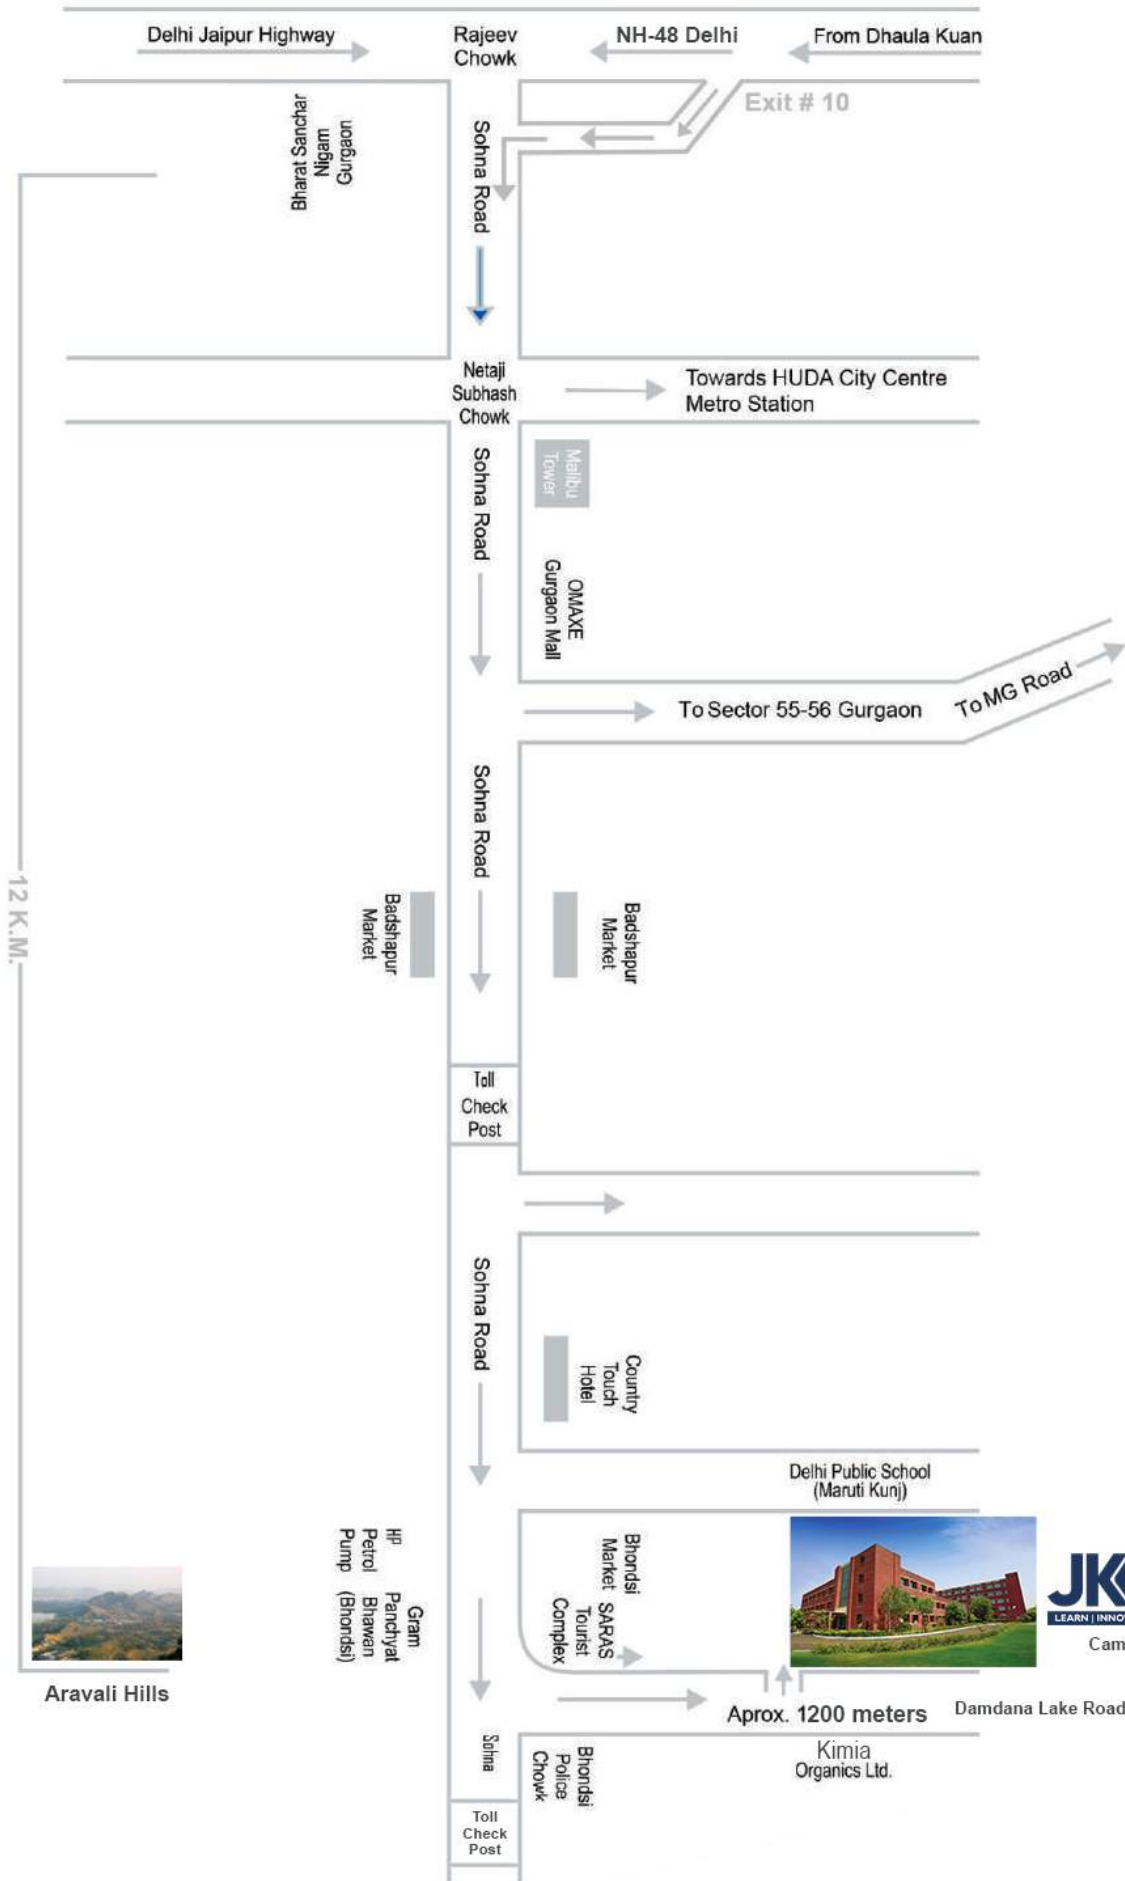 Delhi Jaipur Highway
Rajeev
Chowk
NH-48 Delhi
From Dhaula Kuan
Exit # 10
Bharat Sanchar
Nigam
Gurgaon
Sohna Road
Netaji
Subhash
Chowk
Towards HUDA City Centre
Metro Station
Sohna Road
Malibu
Tower
OMAXE
Gurgaon Mall
To Sector 55-56 Gurgaon
To MG Road
Sohna Road
12 K.M.
Badshapur
Market
Badshapur
Market
Toll
Check
Post
Sohna Road
Country
Touch
Hotel
Delhi Public School
(Maruti Kunj)
HP
Petrol
Pump
Gram
Panchyat
Bhawan
(Bhondsi)
Bhondsi
Market
SARAS
Tourist
Complex
JK
LEARN | INNO
Cam
Aravali Hills
Aprox. 1200 meters
Damdana Lake Road
Kimia
Organics Ltd.
Sohna
Bhondsi
Police
Chowk
Toll
Check
Post